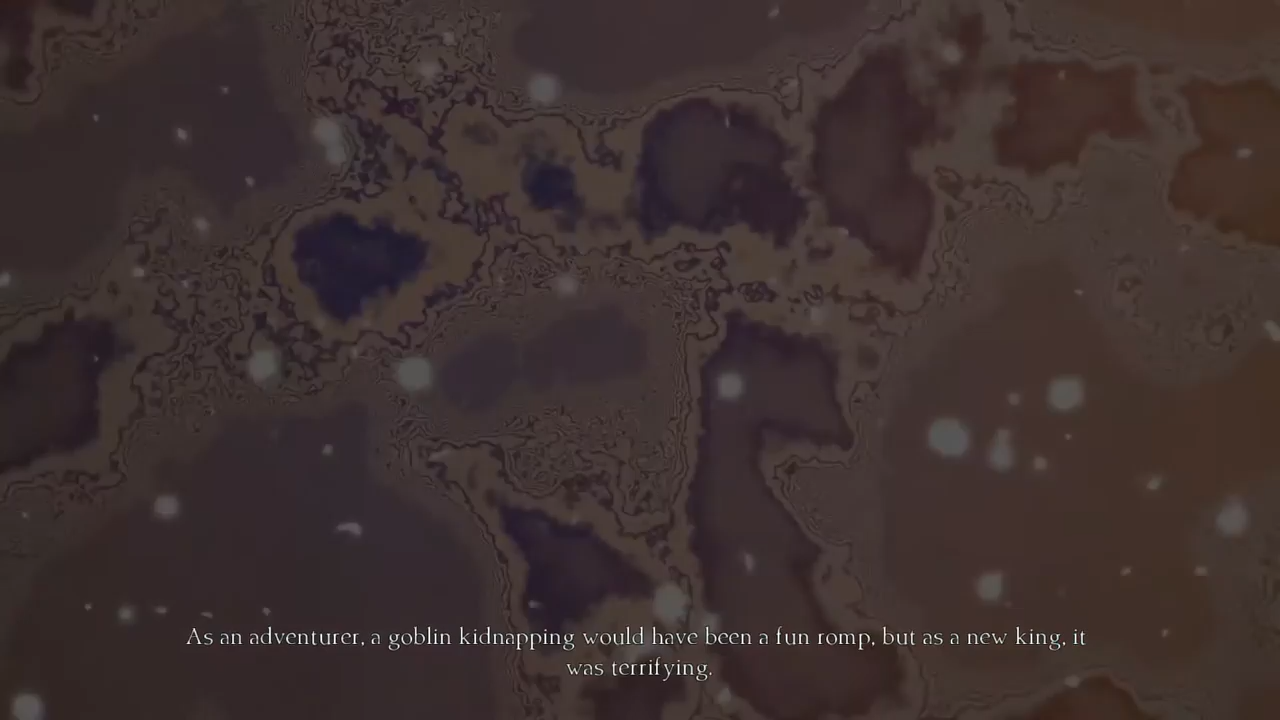 As an adventurer, a goblin kidnapping would have been a fun romp, but as a new king, it
was terrifying.